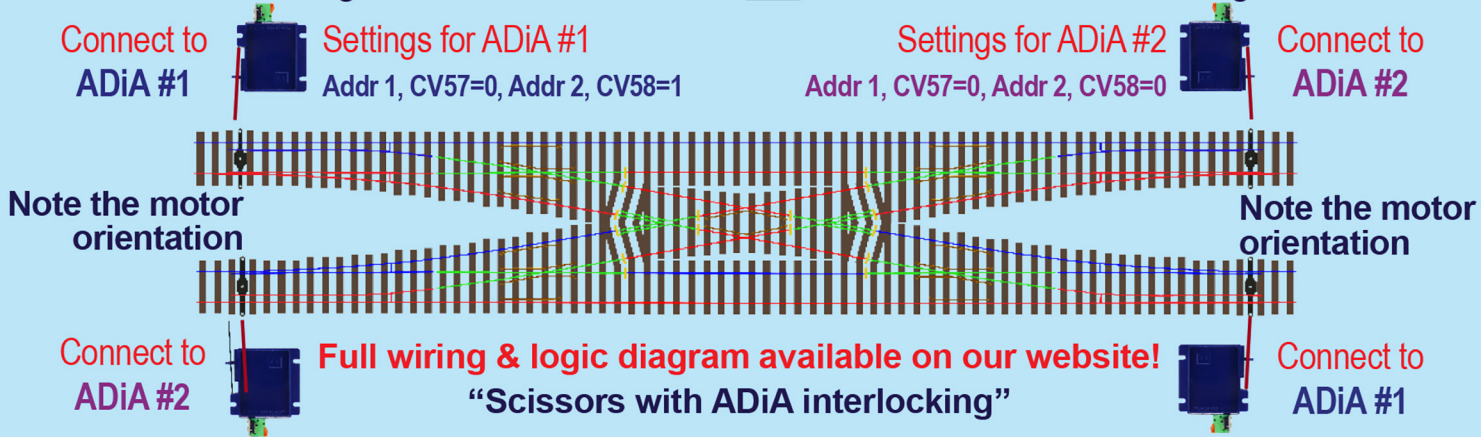 Connect to
ADiA #1
Settings for ADiA #1
Addr 1, CV57=0, Addr 2, CV58=1
Settings for ADiA #2
Addr 1, CV57=0, Addr 2, CV58=0
Connect to
ADiA #2
Note the motor
orientation
Note the motor
orientation
Connect to
ADiA #2
Full wiring & logic diagram available on our website!
“Scissors with ADiA interlocking”
Connect to
ADiA #1